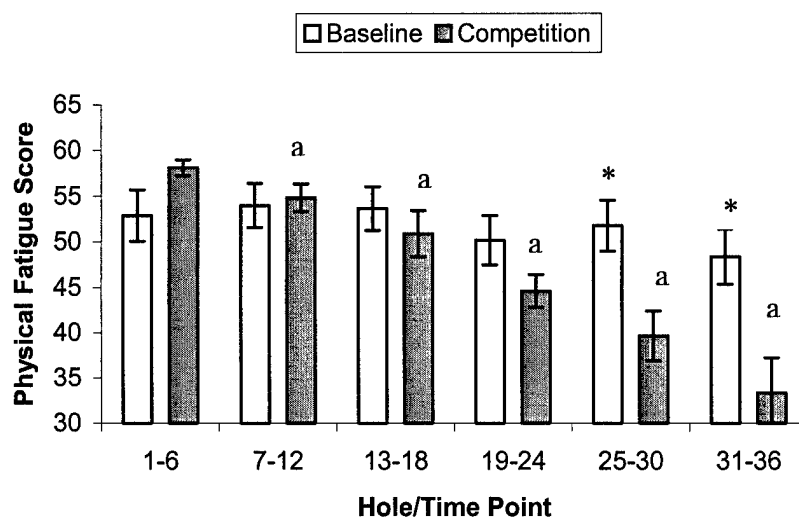 Baseline Competition
Physical Fatigue Score
65
60
55
50
45
40
35
30
a
a
a
*
a
*
a
1-6 7-12 13-18 19-24 25-30 31-36
Hole/Time Point